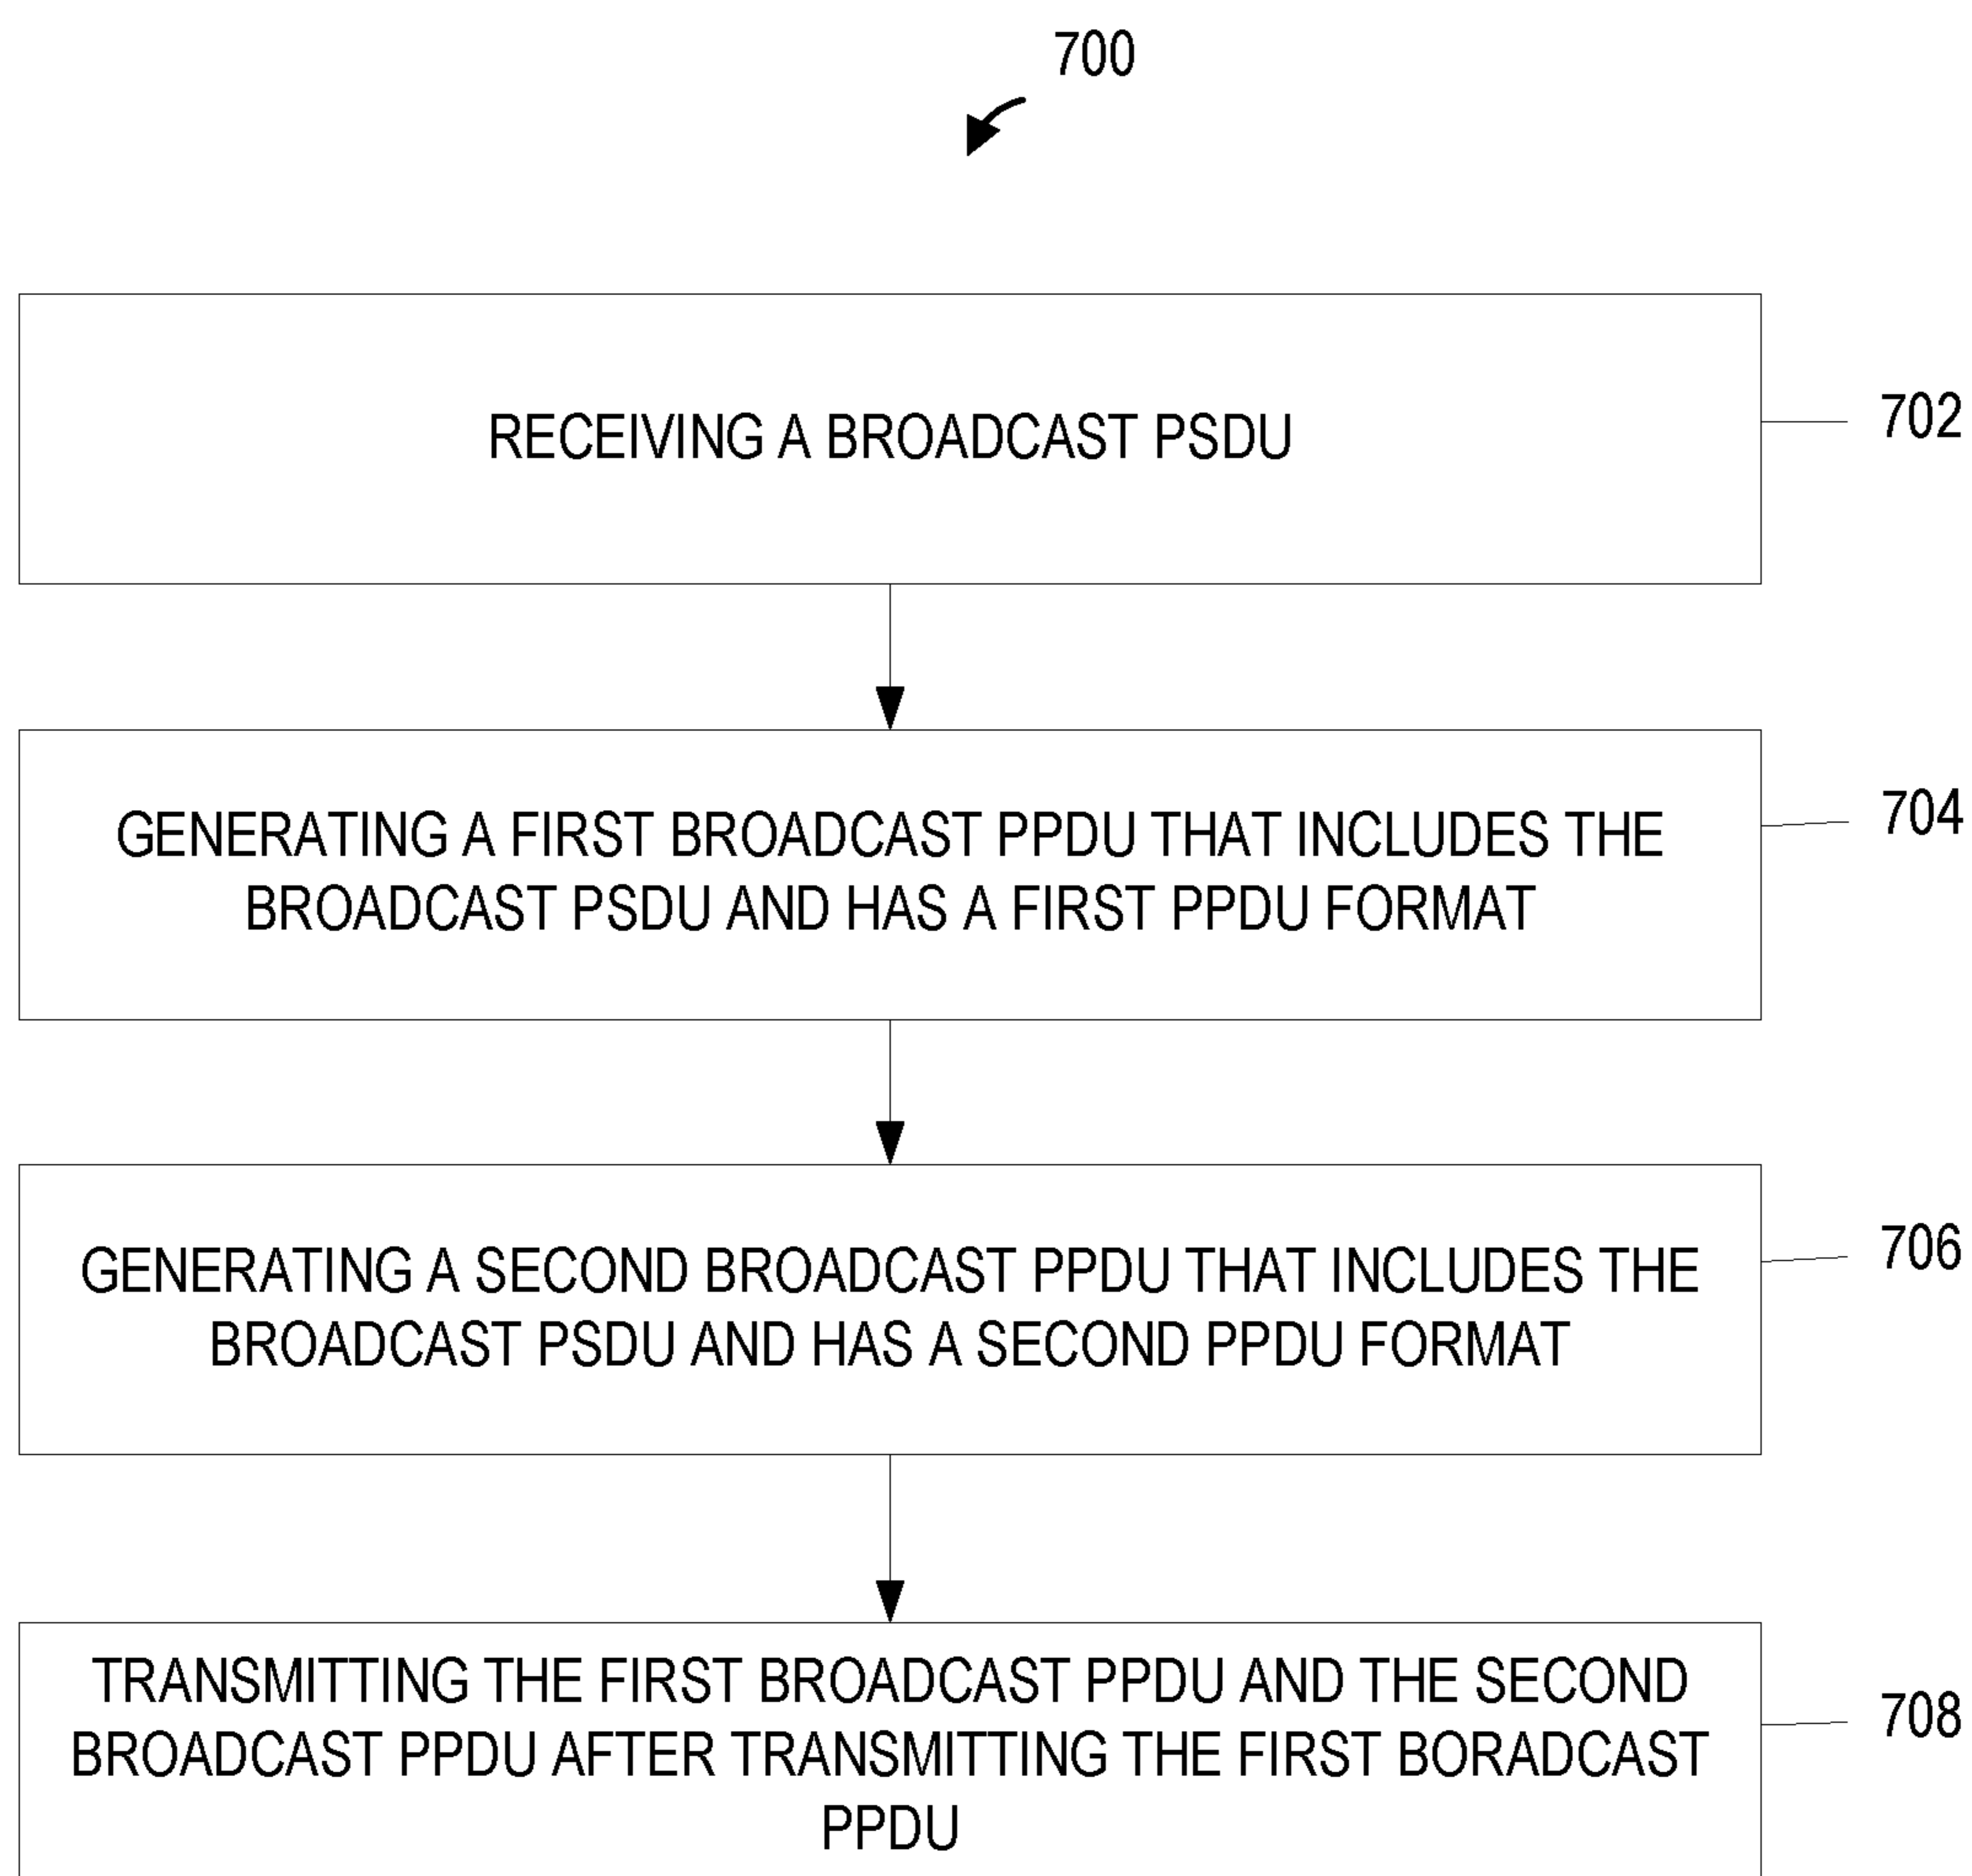 700
RECEIVING A BROADCAST PSDU
702
GENERATING A FIRST BROADCAST PPDU THAT INCLUDES THE
BROADCAST PSDU AND HAS A FIRST PPDU FORMAT
704
GENERATING A SECOND BROADCAST PPDU THAT INCLUDES THE
BROADCAST PSDU AND HAS A SECOND PPDU FORMAT
706
TRANSMITTING THE FIRST BROADCAST PPDU AND THE SECOND
BROADCAST PPDU AFTER TRANSMITTING THE FIRST BORADCAST
PPDU
708